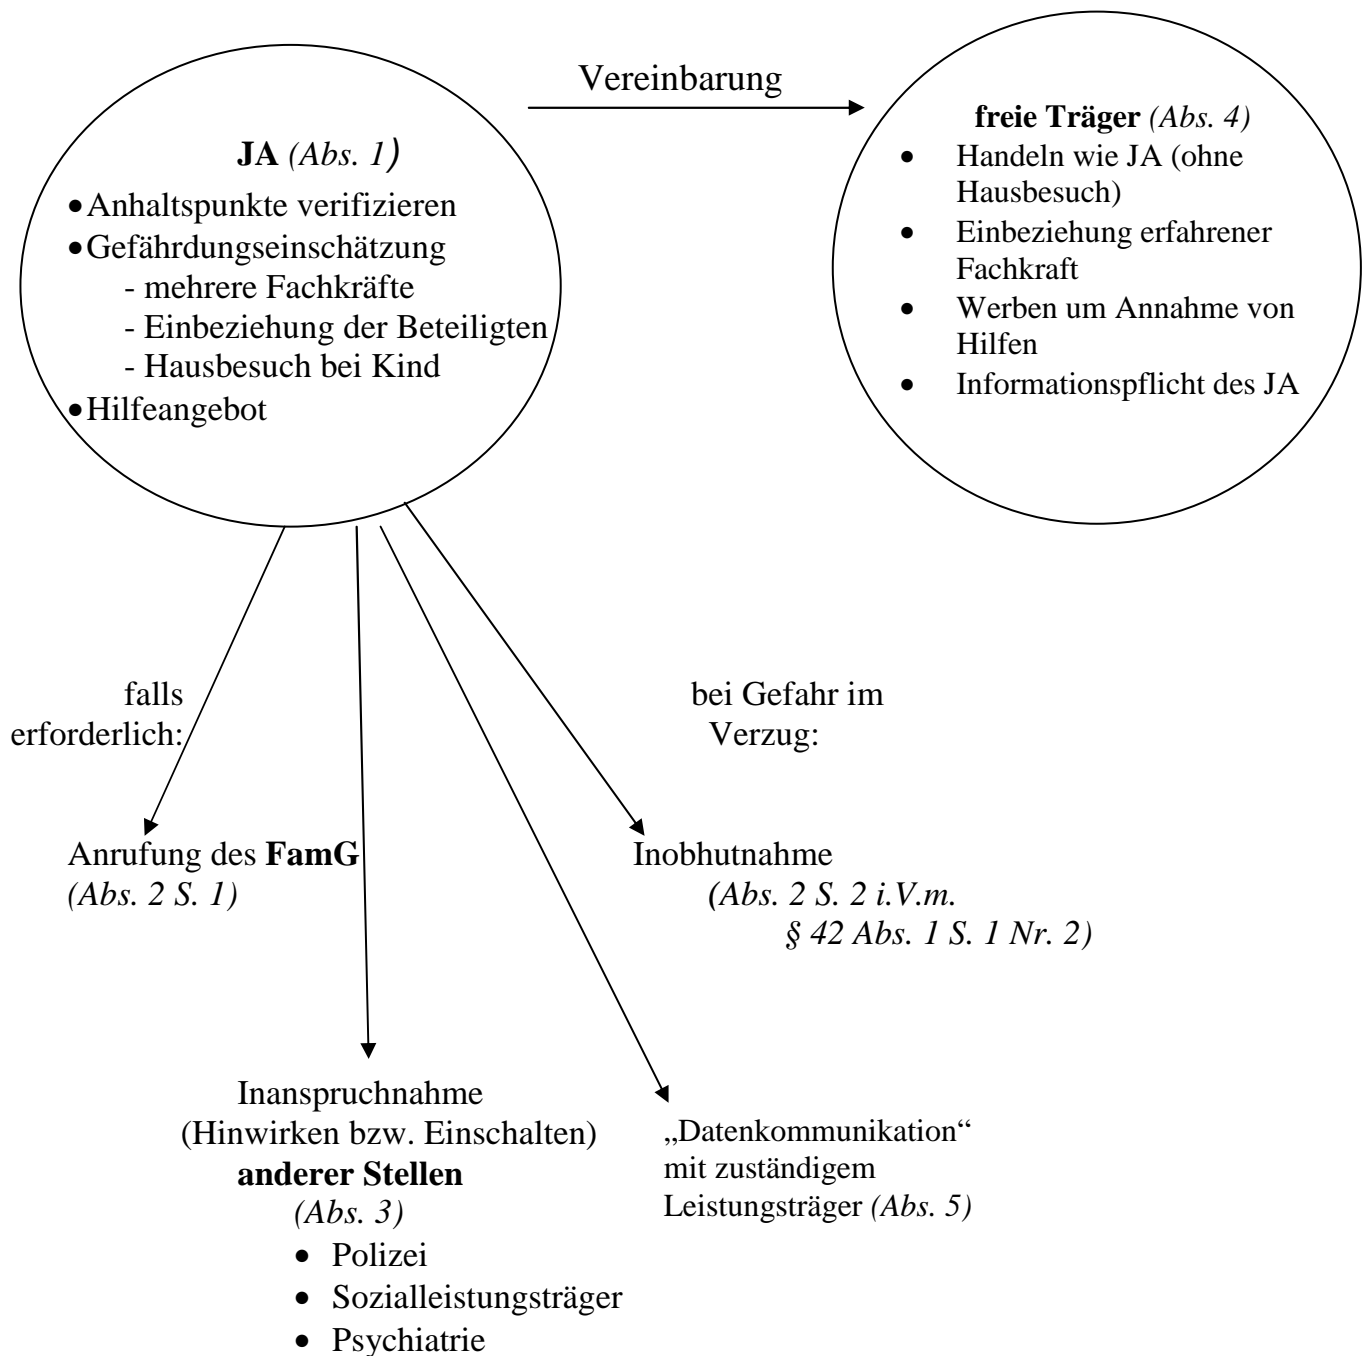 Vereinbarung
JA (Abs. 1)
• Anhaltspunkte verifizieren
• Gefährdungseinschätzung
- mehrere Fachkräfte
- Einbeziehung der Beteiligten
- Hausbesuch bei Kind
• Hilfeangebot
freie Träger (Abs. 4)
• Handeln wie JA (ohne
Hausbesuch)
• Einbeziehung erfahrener
Fachkraft
• Werben um Annahme von
Hilfen
• Informationspflicht des JA
falls
erforderlich:
bei Gefahr im
Verzug:
Anrufung des FamG
(Abs. 2 S. 1)
Inobhutnahme
(Abs. 2 S. 2 i.V.m.
§ 42 Abs. 1 S. 1 Nr. 2)
Inanspruchnahme
(Hinwirken bzw. Einschalten)
anderer Stellen
(Abs. 3)
• Polizei
• Sozialleistungsträger
• Psychiatrie
„Datenkommunikation“
mit zuständigem
Leistungsträger (Abs. 5)